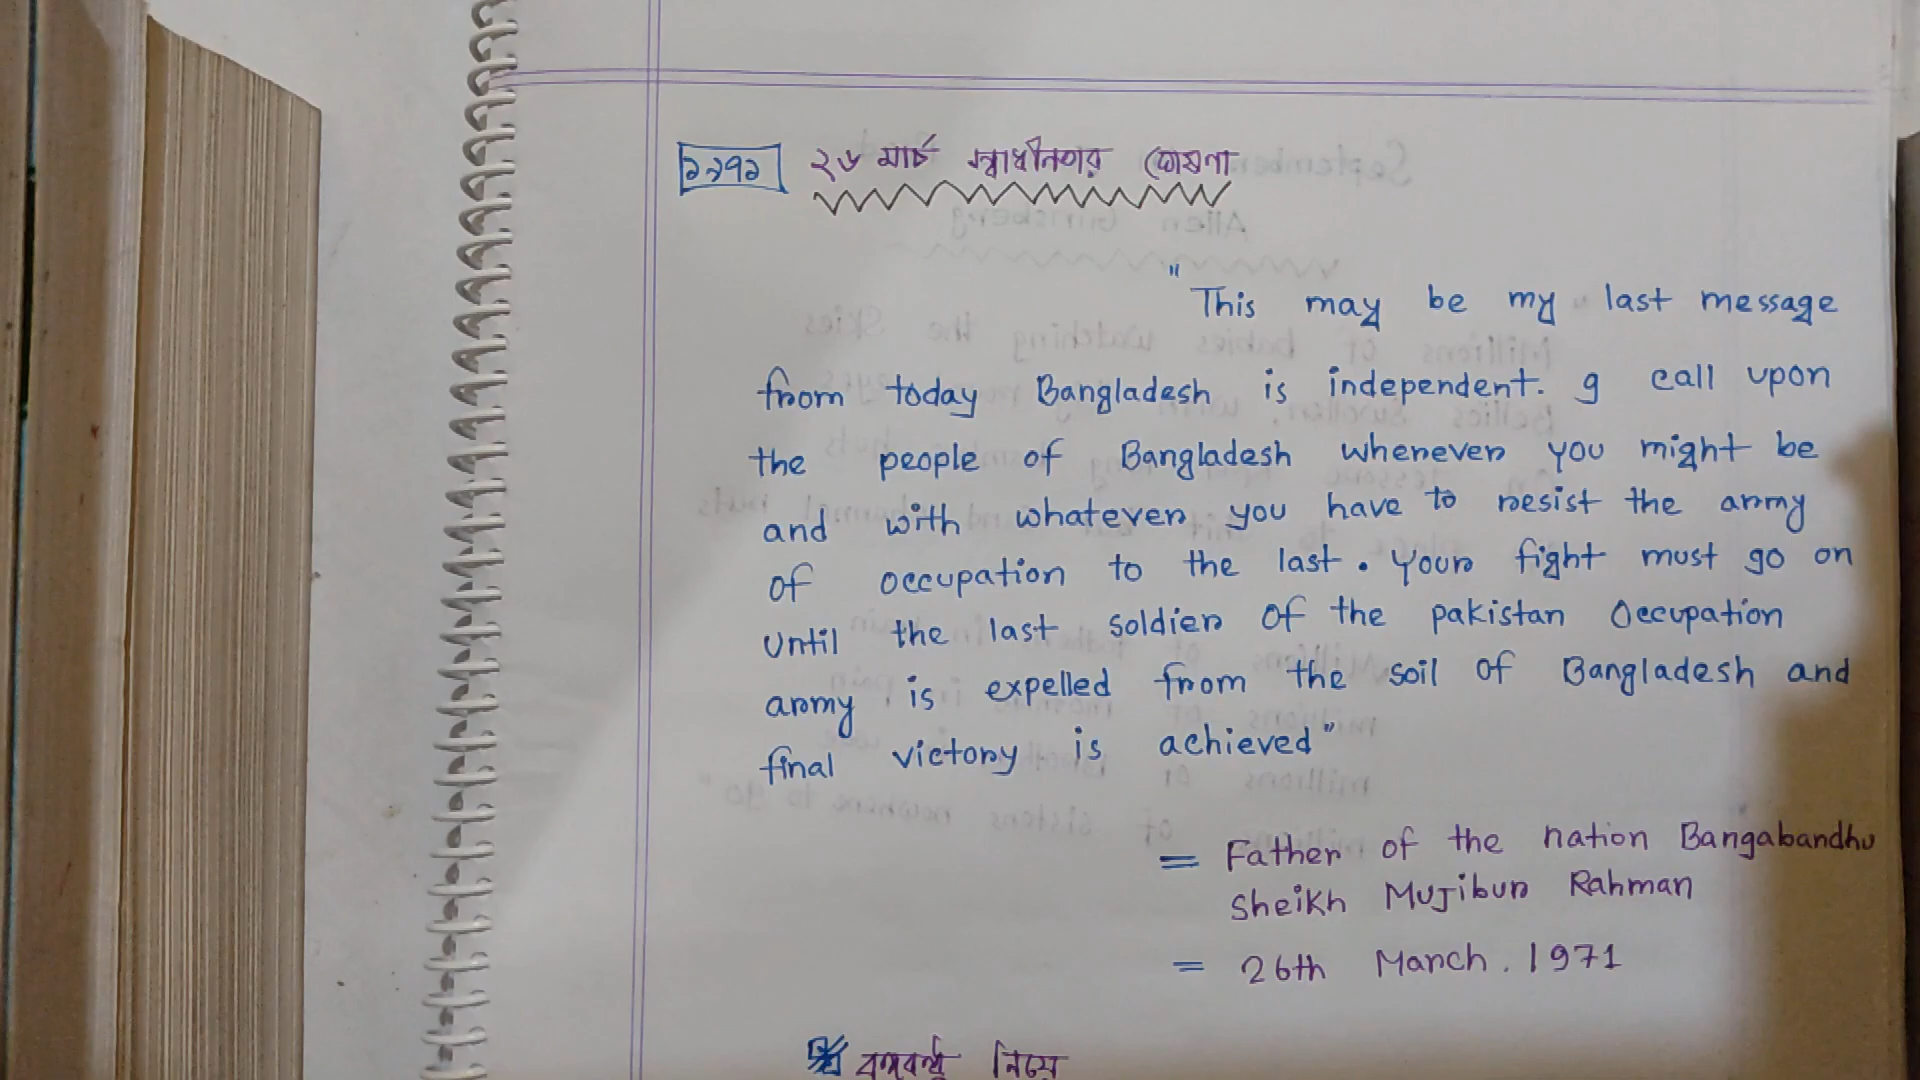 ১৯৭১ ২৬ মার্চ স্বাধীনতার ঘোষনা
"This may be my last message
from today Bangladesh is independent. I call upon
the people of Bangladesh whenever you might be
and with whatever you have to resist the army
of occupation to the last. Your fight must go on
until the last soldier of the pakistan Occupation
army is expelled from the soil of Bangladesh and
final victory is achieved"
= Father of the nation Bangabandhu
Sheikh Mujibur Rahman
= 26th March. 1971
বঙ্গবন্ধু নিয়ে